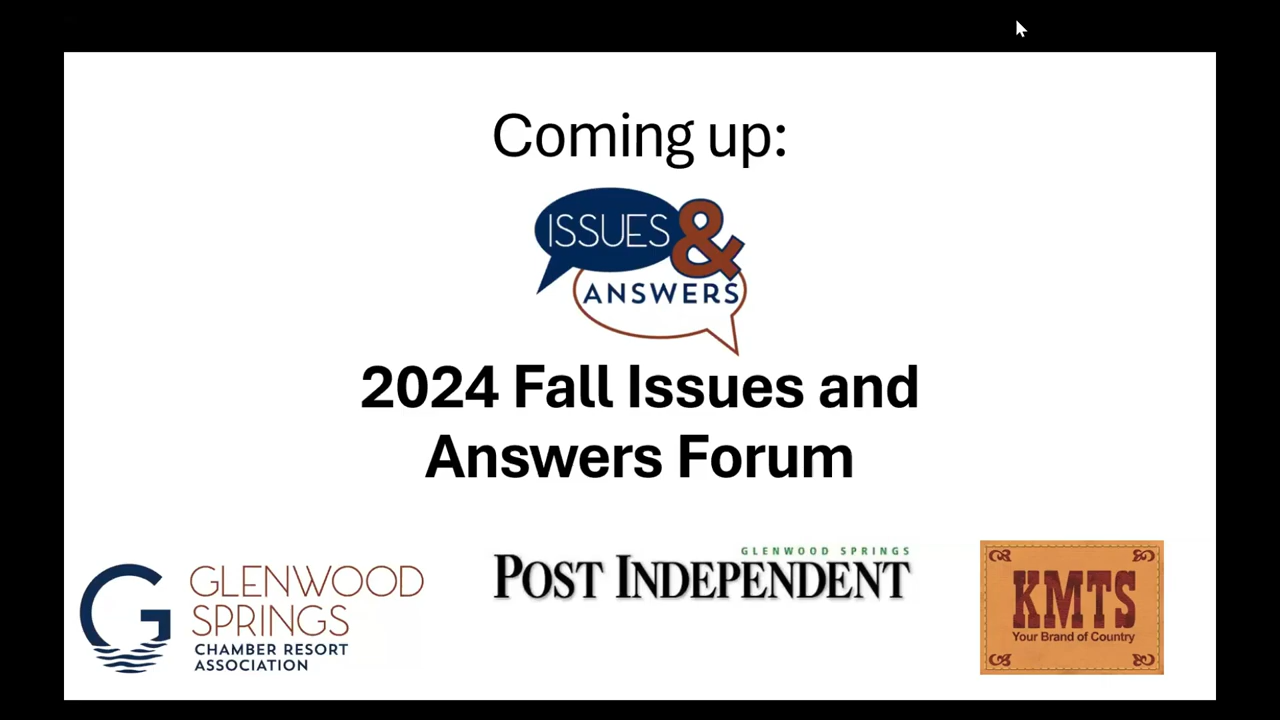 Coming up:
ISSUES &
ANSWERS
2024 Fall Issues and
Answers Forum
GLENWOOD
SPRINGS
CHAMBER RESORT
ASSOCIATION
GLENWOOD SPRINGS
POST INDEPENDENT
KMTS
Your Brand of Country